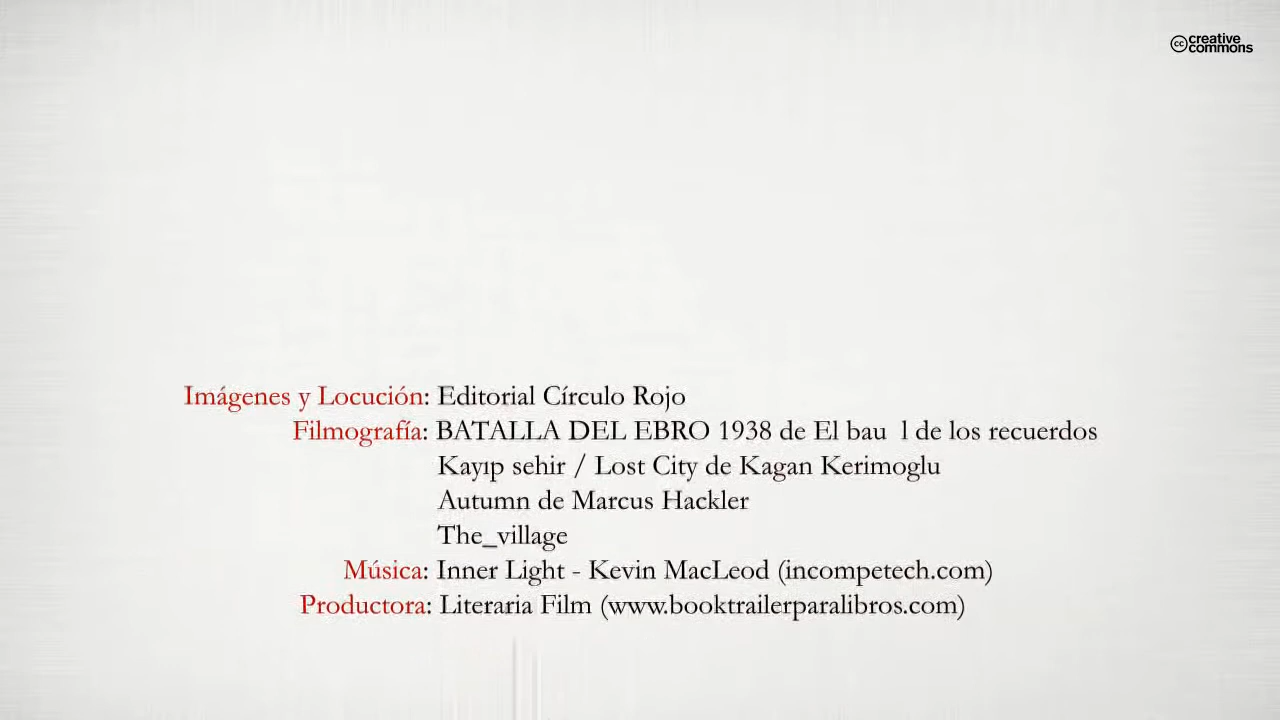 cc creative
commons
Imágenes y Locución: Editorial Círculo Rojo
Filmografía: BATALLA DEL EBRO 1938 de El bau l de los recuerdos
Kayıp sehir / Lost City de Kagan Kerimoglu
Autumn de Marcus Hackler
The_village
Música: Inner Light - Kevin MacLeod (incompetech.com)
Productora: Literaria Film (www.booktrailerparalibros.com)